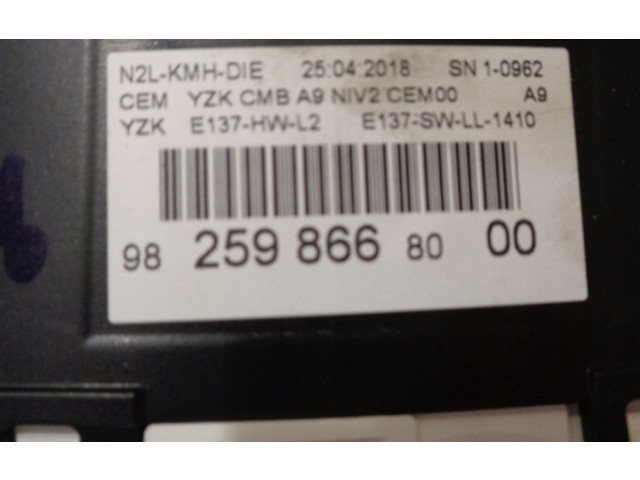 N2L-KMH-DIE 25:04:2018 SN 1-0962
CEM YZK CMB A9 NIV2 CEM00 A9
YZK E137-HW-L2 E137-SW-LL-1410
98 259 866 80 00